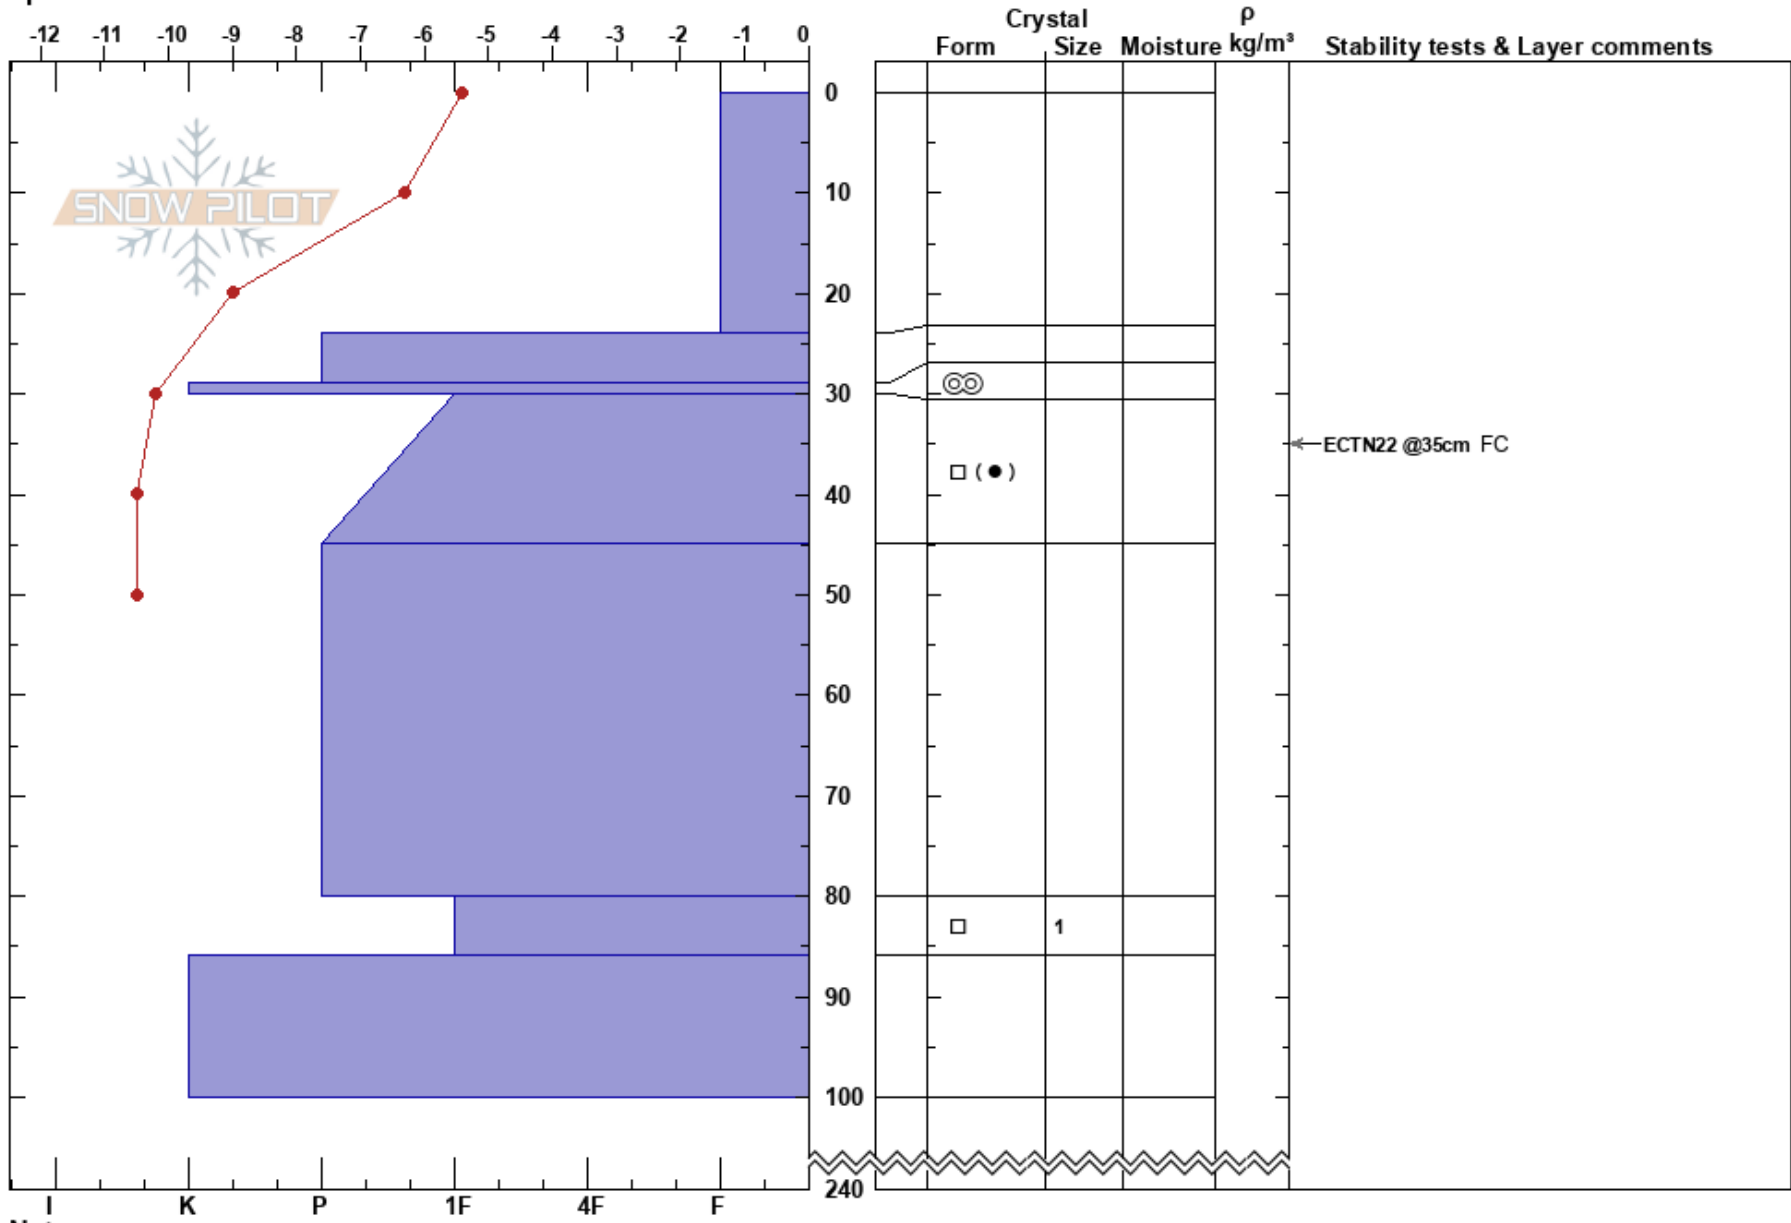 Crystal ρ
-12 -11 -10 -9 -8 -7 -6 -5 -4 -3 -2 -1 0
Form Size Moisture kg/m³ Stability tests & Layer comments
0
SNOW PILOT
10
20
30
ECTN22 @35cm FC
40
50
60
70
80
1
90
100
240
I K P 1F 4F F